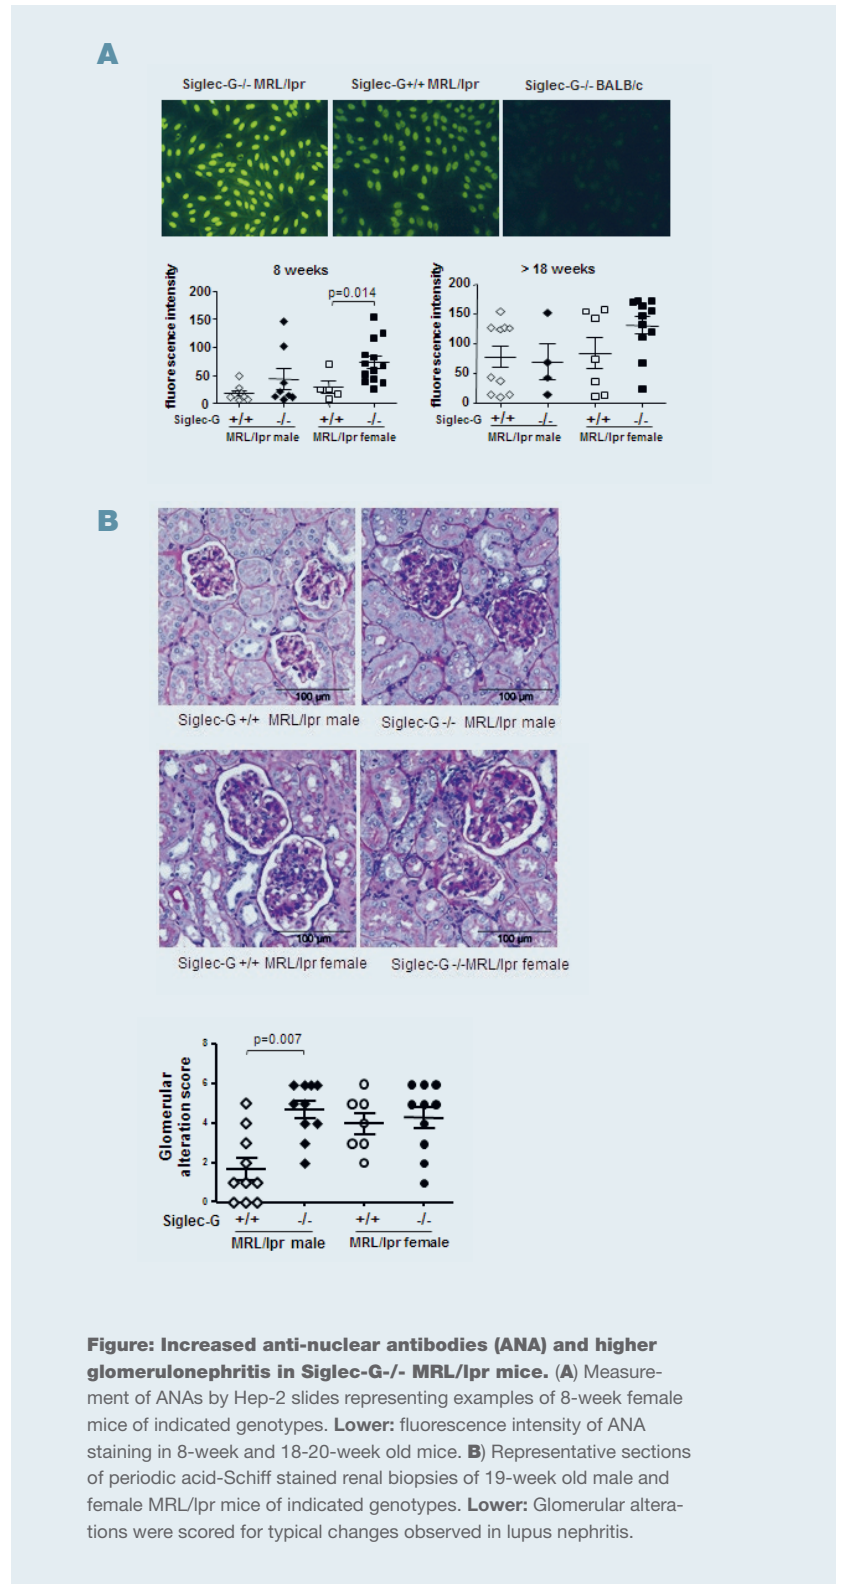 A
Siglec-G-/- MRL/lpr Siglec-G+/+ MRL/lpr Siglec-G-/- BALB/c
8 weeks
fluorescence intensity
p=0.014
200
150
100
50
0
Siglec-G +/+ -/- +/+ -/-
MRL/lpr male MRL/lpr female
> 18 weeks
fluorescence intensity
200
150
100
50
0
Siglec-G +/+ -/- +/+ -/-
MRL/lpr male MRL/lpr female
B
100 µm 100 µm
Siglec-G +/+ MRL/lpr male Siglec-G -/- MRL/lpr male
100 µm 100 µm
Siglec-G +/+ MRL/lpr female Siglec-G -/-MRL/lpr female
p=0.007
Glomerular
alteration score
8
6
4
2
0
Siglec-G +/+ -/- +/+ -/-
MRL/lpr male MRL/lpr female
Figure: Increased anti-nuclear antibodies (ANA) and higher
glomerulonephritis in Siglec-G-/- MRL/lpr mice. (A) Measure-
ment of ANAs by Hep-2 slides representing examples of 8-week female
mice of indicated genotypes. Lower: fluorescence intensity of ANA
staining in 8-week and 18-20-week old mice. B) Representative sections
of periodic acid-Schiff stained renal biopsies of 19-week old male and
female MRL/lpr mice of indicated genotypes. Lower: Glomerular altera-
tions were scored for typical changes observed in lupus nephritis.